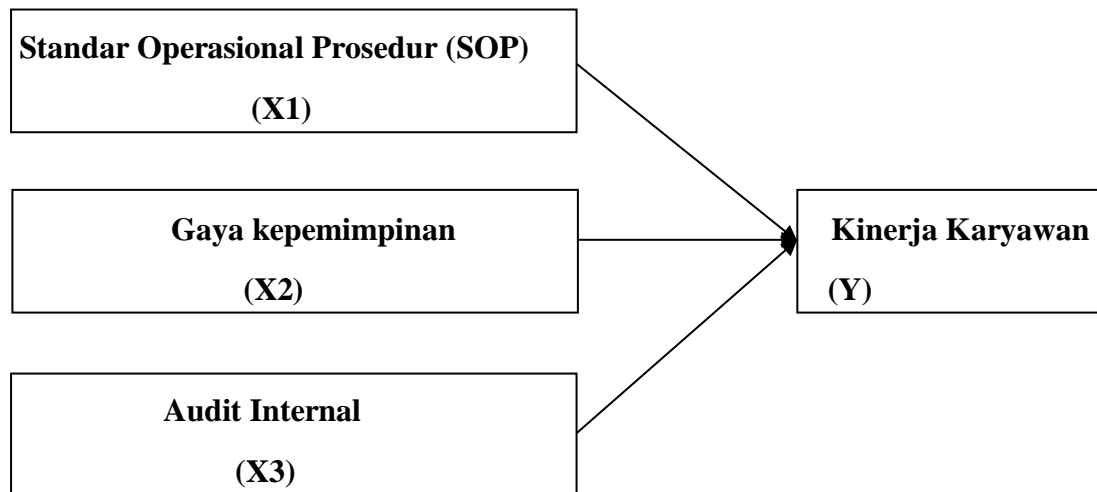 Standar Operasional Prosedur (SOP)
(X1)
Gaya kepemimpinan
(X2)
Kinerja Karyawan
(Y)
Audit Internal
(X3)